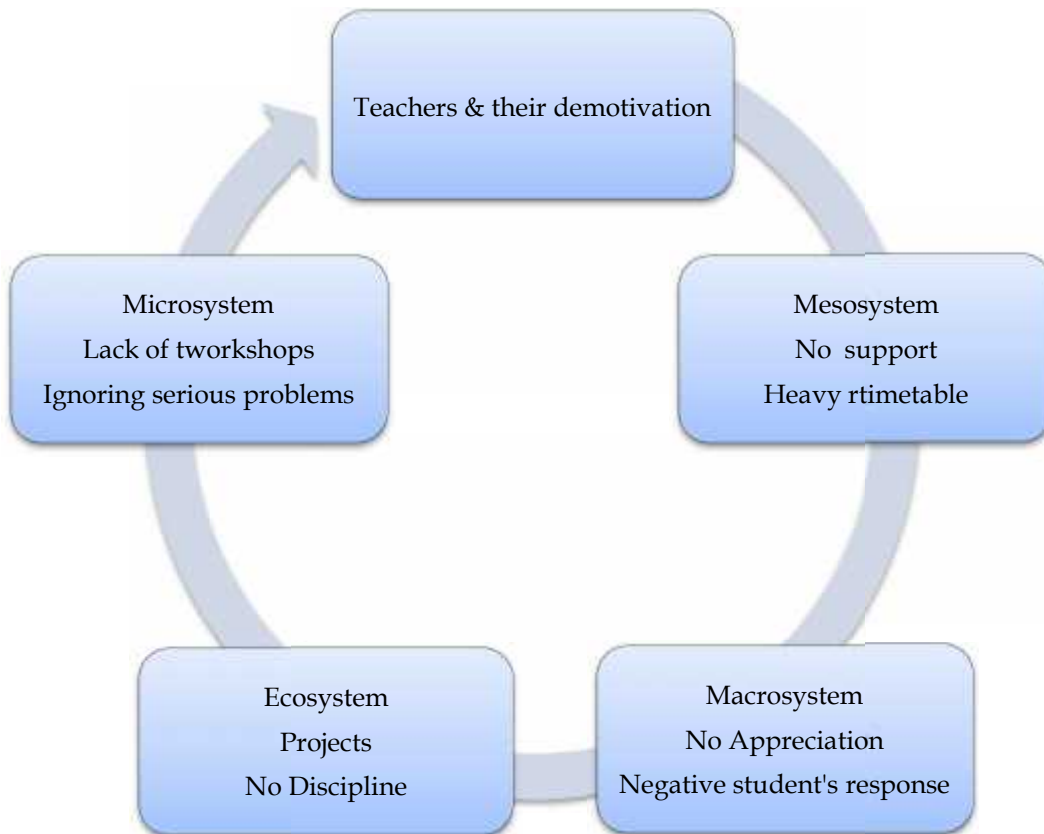 Teachers & their demotivation
Mesosystem
No support
Heavy rtimetable
Macrosystem
No Appreciation
Negative student's response
Ecosystem
Projects
No Discipline
Microsystem
Lack of tworkshops
Ignoring serious problems